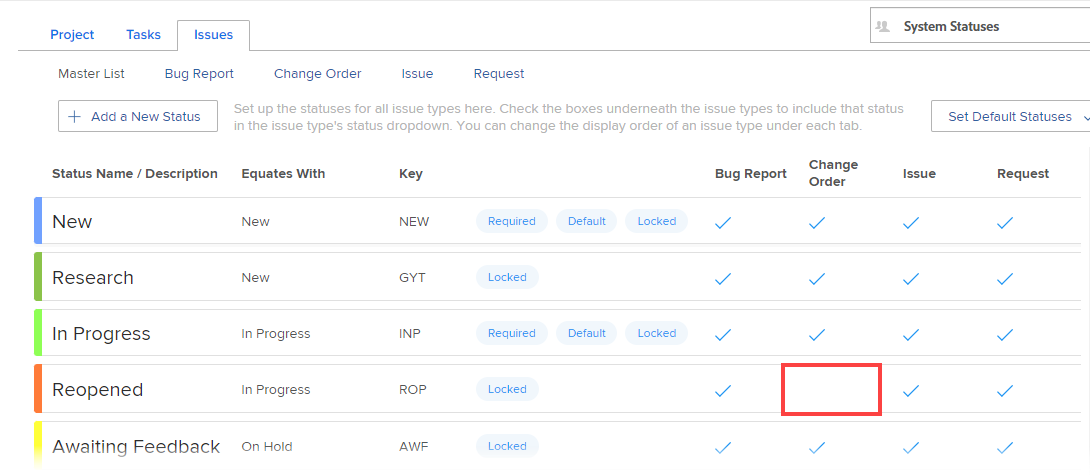 Project Tasks Issues System Statuses
Master List Bug Report Change Order Issue Request
Add a New Status
Set up the statuses for all issue types here. Check the boxes underneath the issue types to include that status
in the issue type's status dropdown. You can change the display order of an issue type under each tab.
Set Default Statuses
Status Name / Description Equates With Key Bug Report Change Order Issue Request
New New NEW Required Default Locked
Research New GYT Locked
In Progress In Progress INP Required Default Locked
Reopened In Progress ROP Locked
Awaiting Feedback On Hold AWF Locked